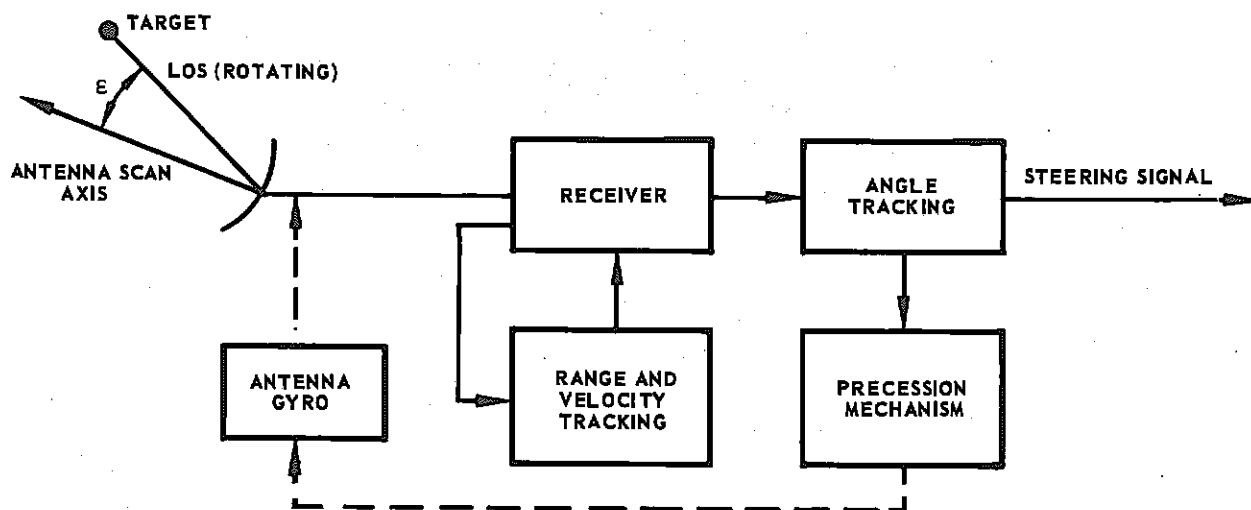 TARGET
LOS (ROTATING)
ε
ANTENNA SCAN
AXIS
RECEIVER
ANGLE
TRACKING
STEERING SIGNAL
ANTENNA
GYRO
RANGE AND
VELOCITY
TRACKING
PRECESSION
MECHANISM